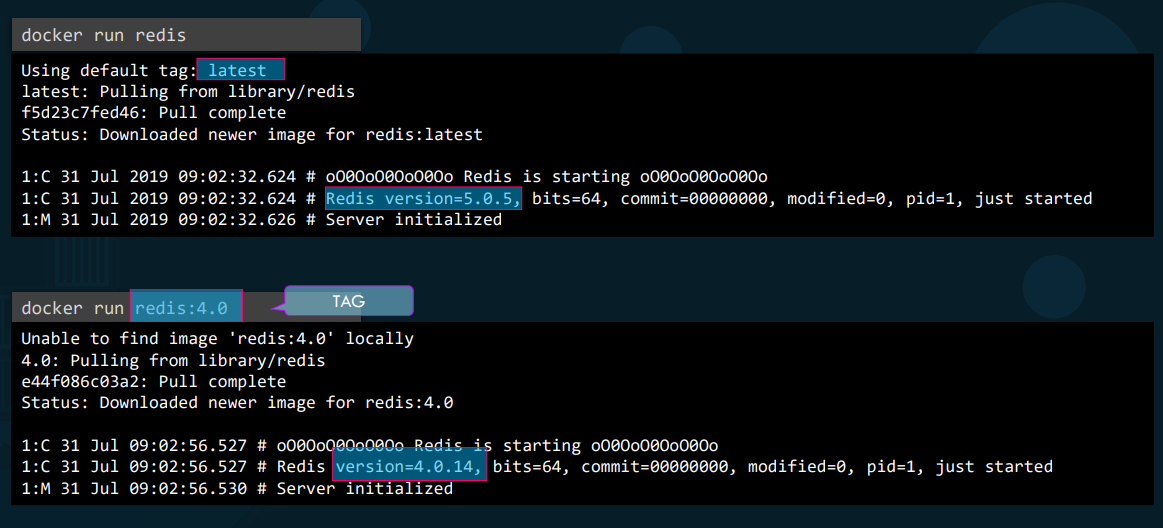 docker run redis
Using default tag: latest
latest: Pulling from library/redis
f5d23c7fed46: Pull complete
Status: Downloaded newer image for redis:latest
1:C 31 Jul 2019 09:02:32.624 # oO0OoO0OoO0Oo Redis is starting oO0OoO0OoO0Oo
1:C 31 Jul 2019 09:02:32.624 # Redis version=5.0.5, bits=64, commit=00000000, modified=0, pid=1, just started
1:M 31 Jul 2019 09:02:32.626 # Server initialized
docker run redis:4.0
TAG
Unable to find image 'redis:4.0' locally
4.0: Pulling from library/redis
e44f086c03a2: Pull complete
Status: Downloaded newer image for redis:4.0
1:C 31 Jul 09:02:56.527 # oO0OoO0OoO0Oo Redis is starting oO0OoO0OoO0Oo
1:C 31 Jul 09:02:56.527 # Redis version=4.0.14, bits=64, commit=00000000, modified=0, pid=1, just started
1:M 31 Jul 09:02:56.530 # Server initialized